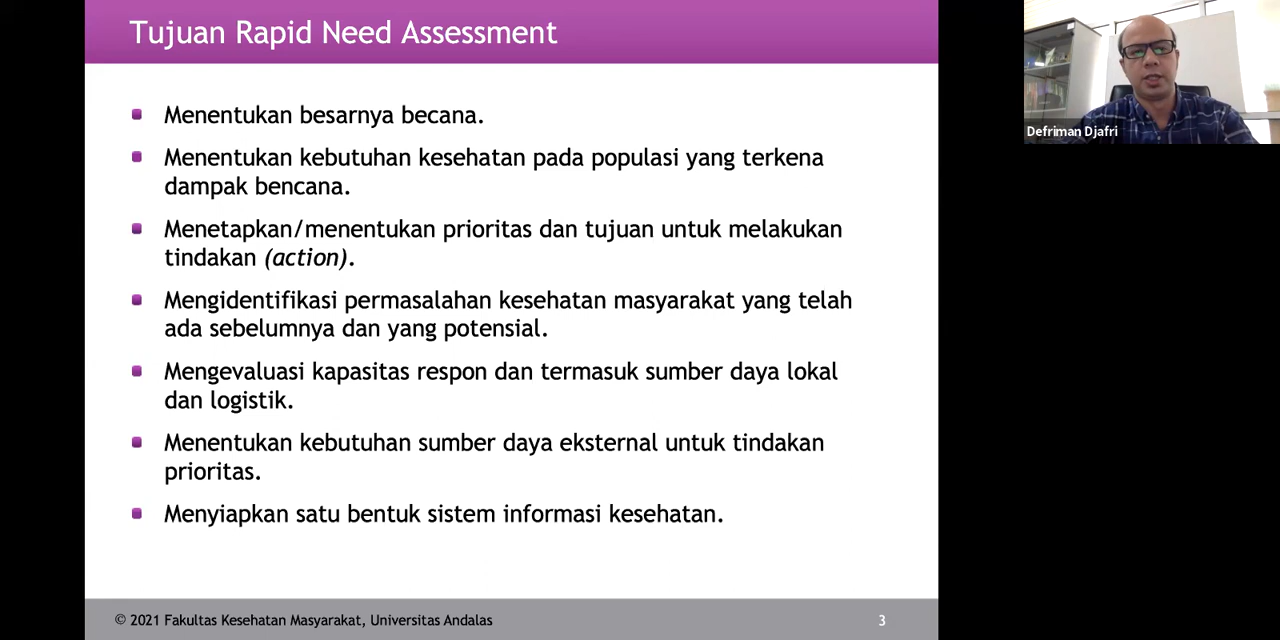 Tujuan Rapid Need Assessment
Menentukan besarnya becana.
Menentukan kebutuhan kesehatan pada populasi yang terkena
dampak bencana.
Menetapkan/menentukan prioritas dan tujuan untuk melakukan
tindakan (action).
Mengidentifikasi permasalahan kesehatan masyarakat yang telah
ada sebelumnya dan yang potensial.
Mengevaluasi kapasitas respon dan termasuk sumber daya lokal
dan logistik.
Menentukan kebutuhan sumber daya eksternal untuk tindakan
prioritas.
Menyiapkan satu bentuk sistem informasi kesehatan.
© 2021 Fakultas Kesehatan Masyarakat, Universitas Andalas
3
Defriman Djafri